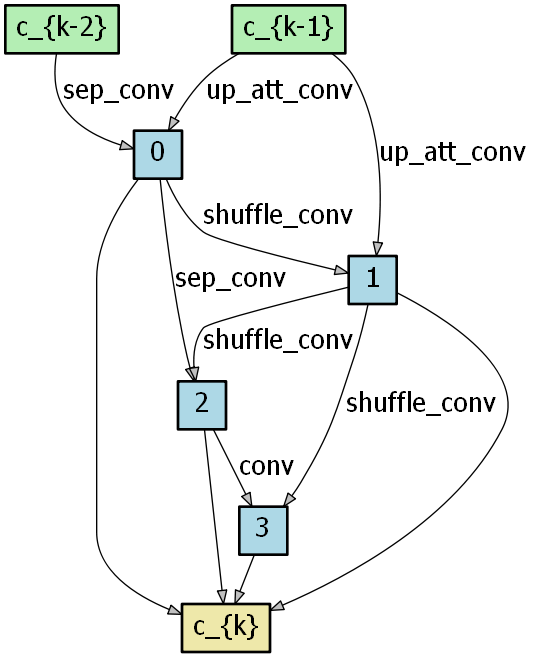 c_{k-2}
c_{k-1}
sep_conv
up_att_conv
0
up_att_conv
shuffle_conv
sep_conv
1
shuffle_conv
2
shuffle_conv
conv
3
c_{k}